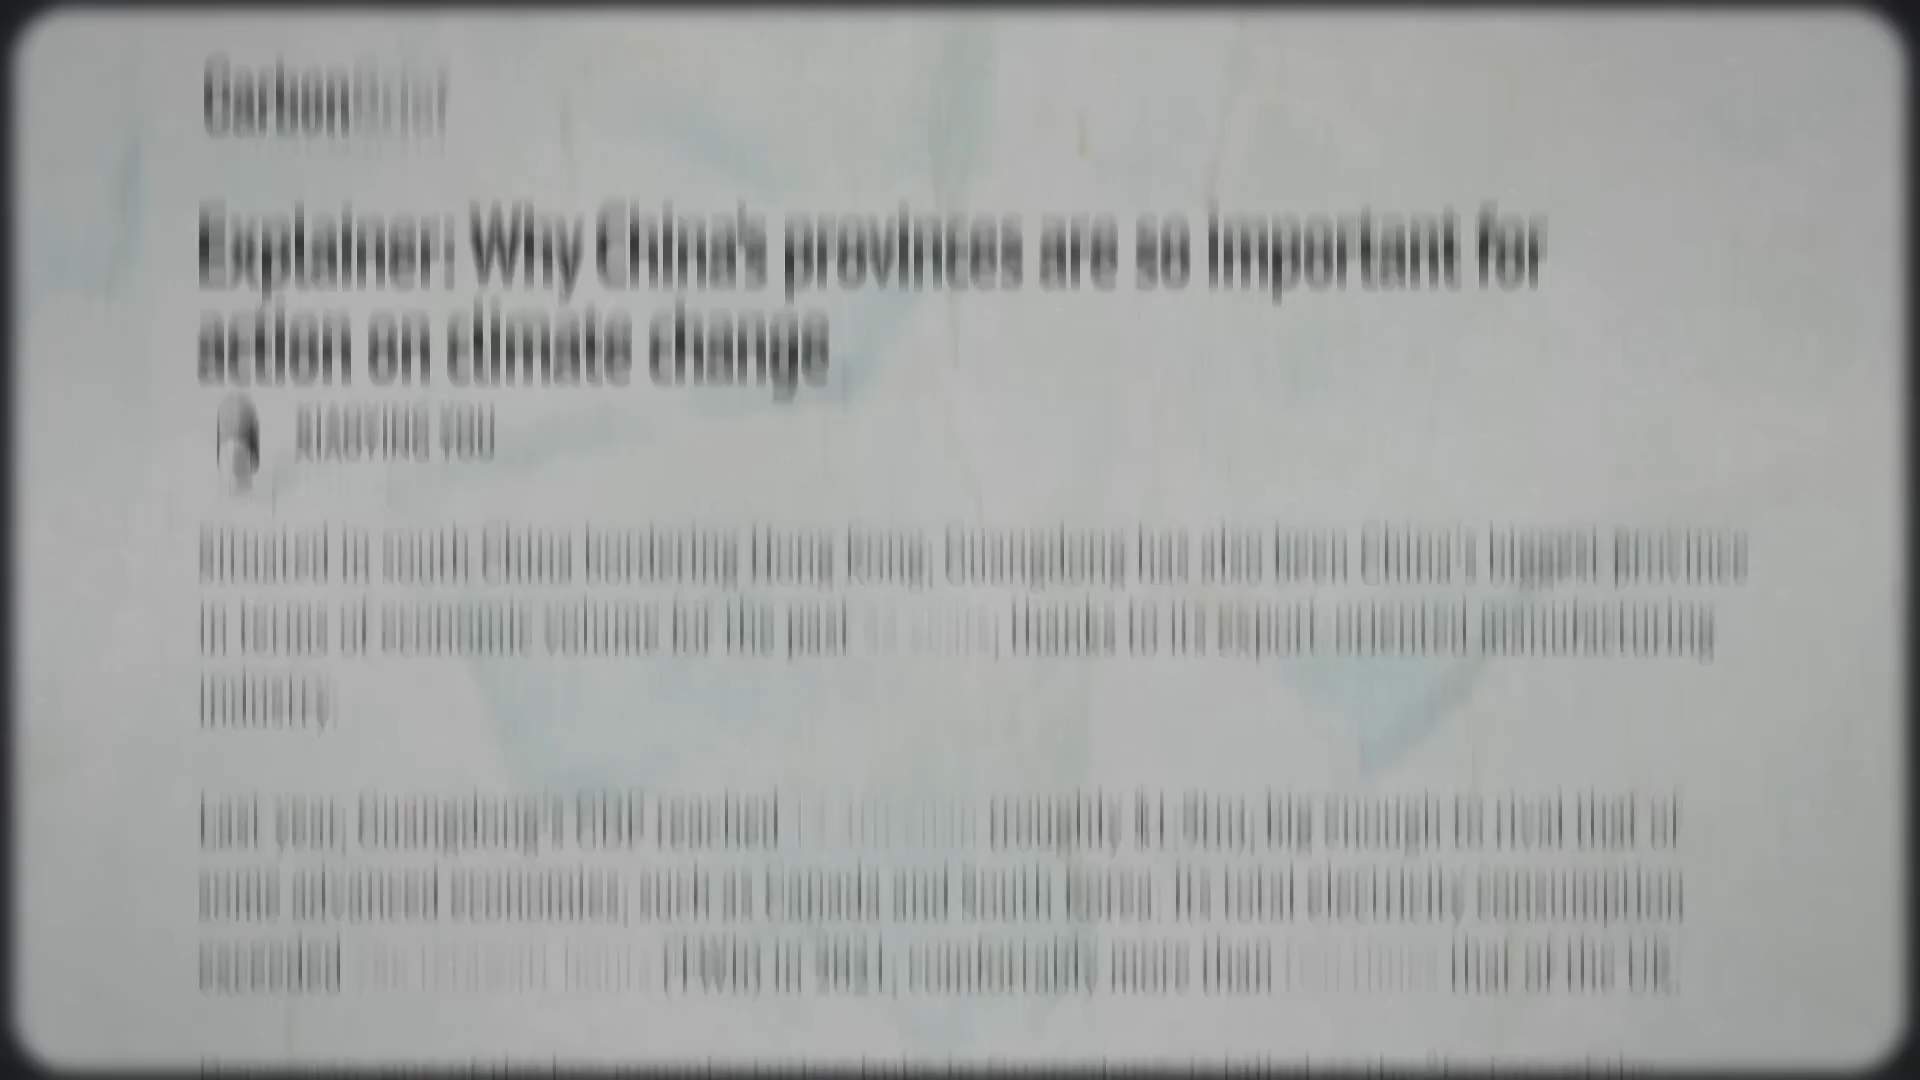 CarbonBrief
Explainer: Why China's provinces are so important for
action on climate change
XIAOYING YOU
Situated in south China bordering Hong Kong, Guangdong has also been China's biggest province
in terms of economic volume for the past thanks to its export-oriented manufacturing
industry.
Last year, Guangdong's GDP reached roughly big enough to rival that of
some advanced economies, such as Canada and South Korea. Its total electricity consumption
exceeded (TWh) in 2021, comfortably more than that of the UK.